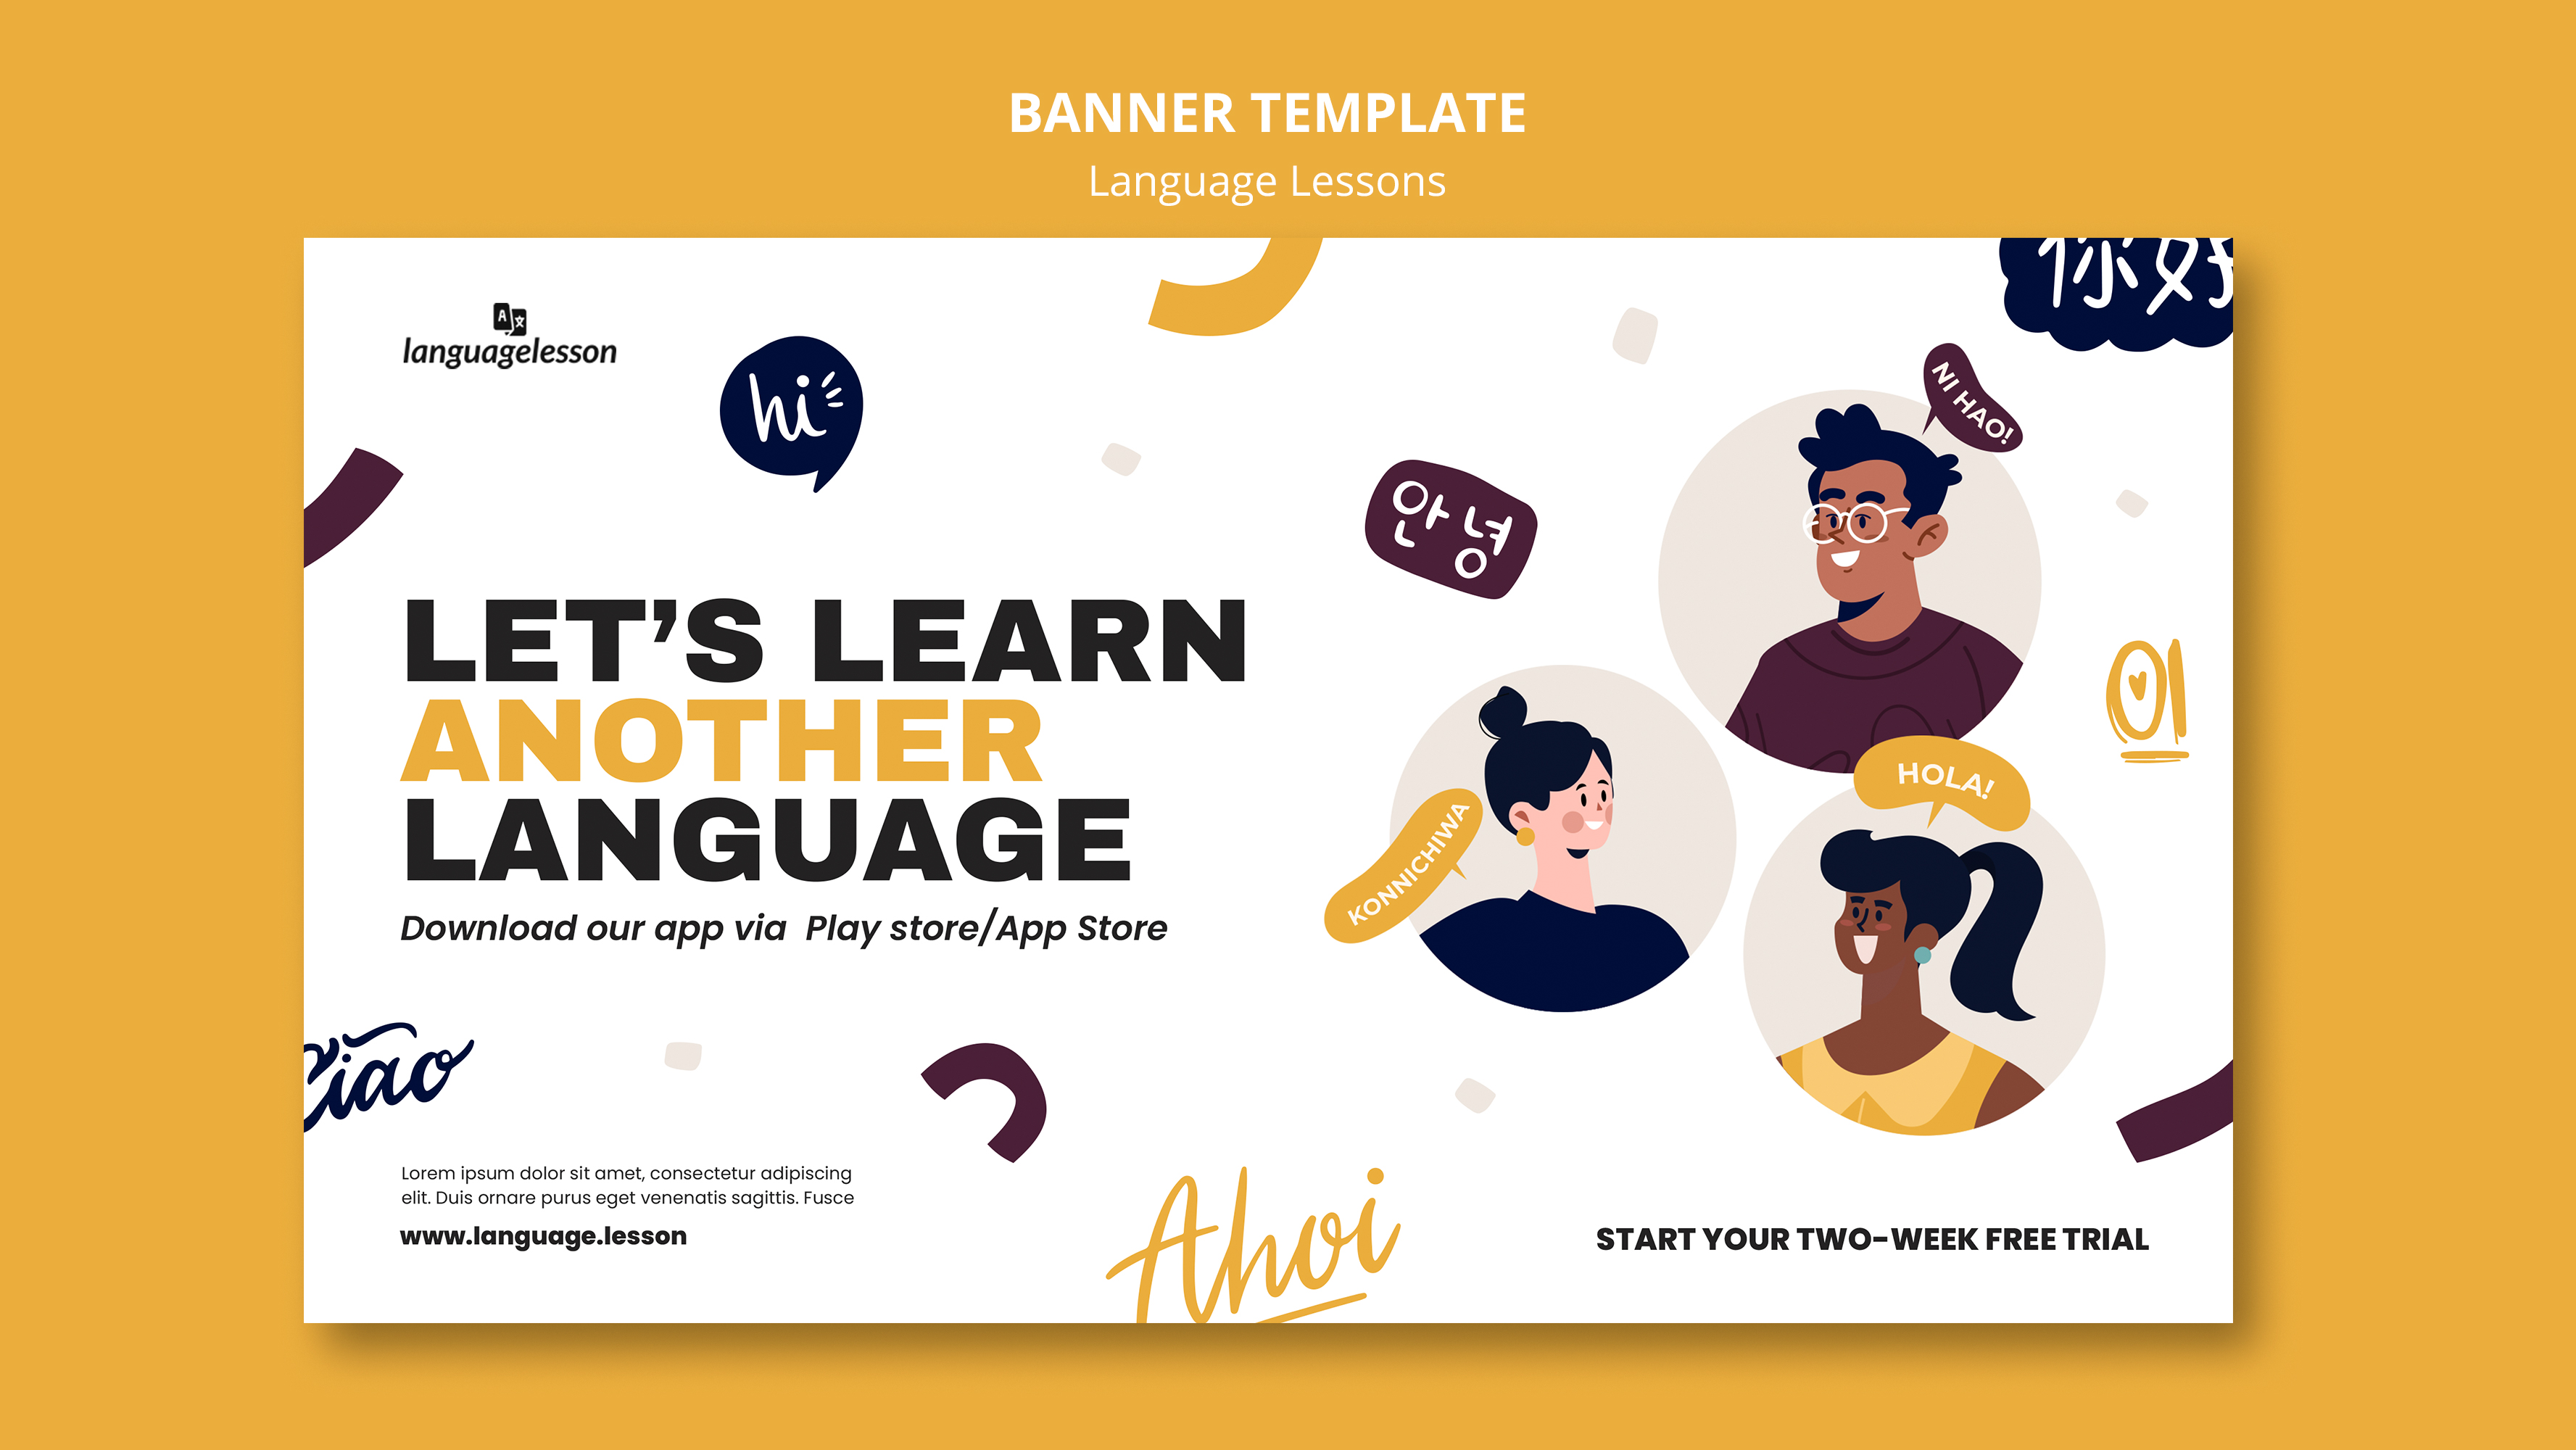 BANNER TEMPLATE
Language Lessons
A 文
languagelesson
hi
你好
NI HAO!
안녕
LET’S LEARN
ANOTHER
LANGUAGE
Download our app via  Play store/App Store
KONNICHIWA
HOLA!
Oi
Ciao
Lorem ipsum dolor sit amet, consectetur adipiscing
elit. Duis ornare purus eget venenatis sagittis. Fusce
www.language.lesson
Ahoi
START YOUR TWO-WEEK FREE TRIAL